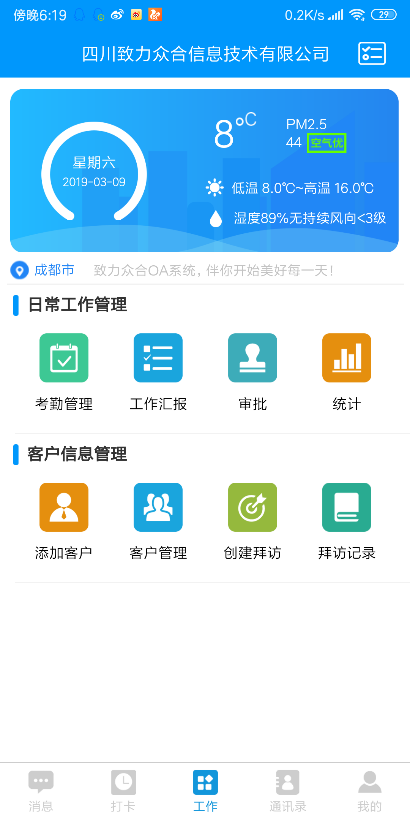 傍晚6:19 0.2K/s 29
四川致力众合信息技术有限公司
8°C
PM2.5
44 空气优
星期六
2019-03-09
低温 8.0℃~高温 16.0℃
湿度89%无持续风向<3级
成都市 致力众合OA系统, 伴你开始美好每一天!
日常工作管理
考勤管理 工作汇报 审批 统计
客户信息管理
添加客户 客户管理 创建拜访 拜访记录
消息 打卡 工作 通讯录 我的